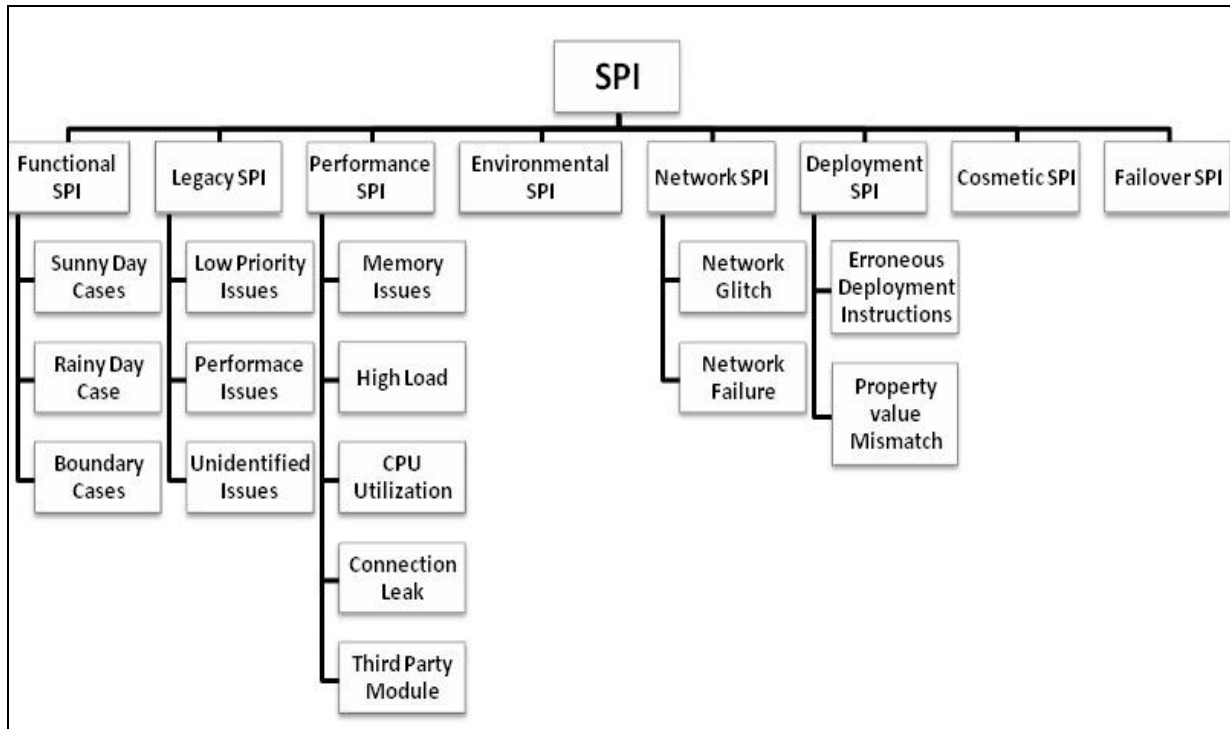 SPI
Functional
SPI
Legacy SPI
Performance
SPI
Environmental
SPI
Network SPI
Deployment
SPI
Cosmetic SPI
Failover SPI
Sunny Day
Cases
Rainy Day
Case
Boundary
Cases
Low Priority
Issues
Performace
Issues
Unidentified
Issues
Memory
Issues
High Load
CPU
Utilization
Connection
Leak
Third Party
Module
Network
Glitch
Network
Failure
Erroneous
Deployment
Instructions
Property
value
Mismatch